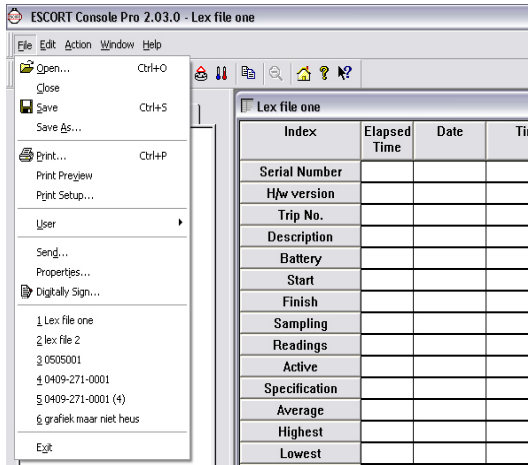 ESCORT Console Pro 2.03.0 - Lex file one
File Edit Action Window Help
Open... Ctrl+O
Close
Save Ctrl+S
Save As...
Print... Ctrl+P
Print Preview
Print Setup...
User
Send...
Properties...
Digitally Sign...
1 Lex file one
2 lex file 2
3 0505001
4 0409-271-0001
5 0409-271-0001 (4)
6 grafiek maar niet heus
Exit
Lex file one
Index Elapsed Time Date
Serial Number
H/w version
Trip No.
Description
Battery
Start
Finish
Sampling
Readings
Active
Specification
Average
Highest
Lowest